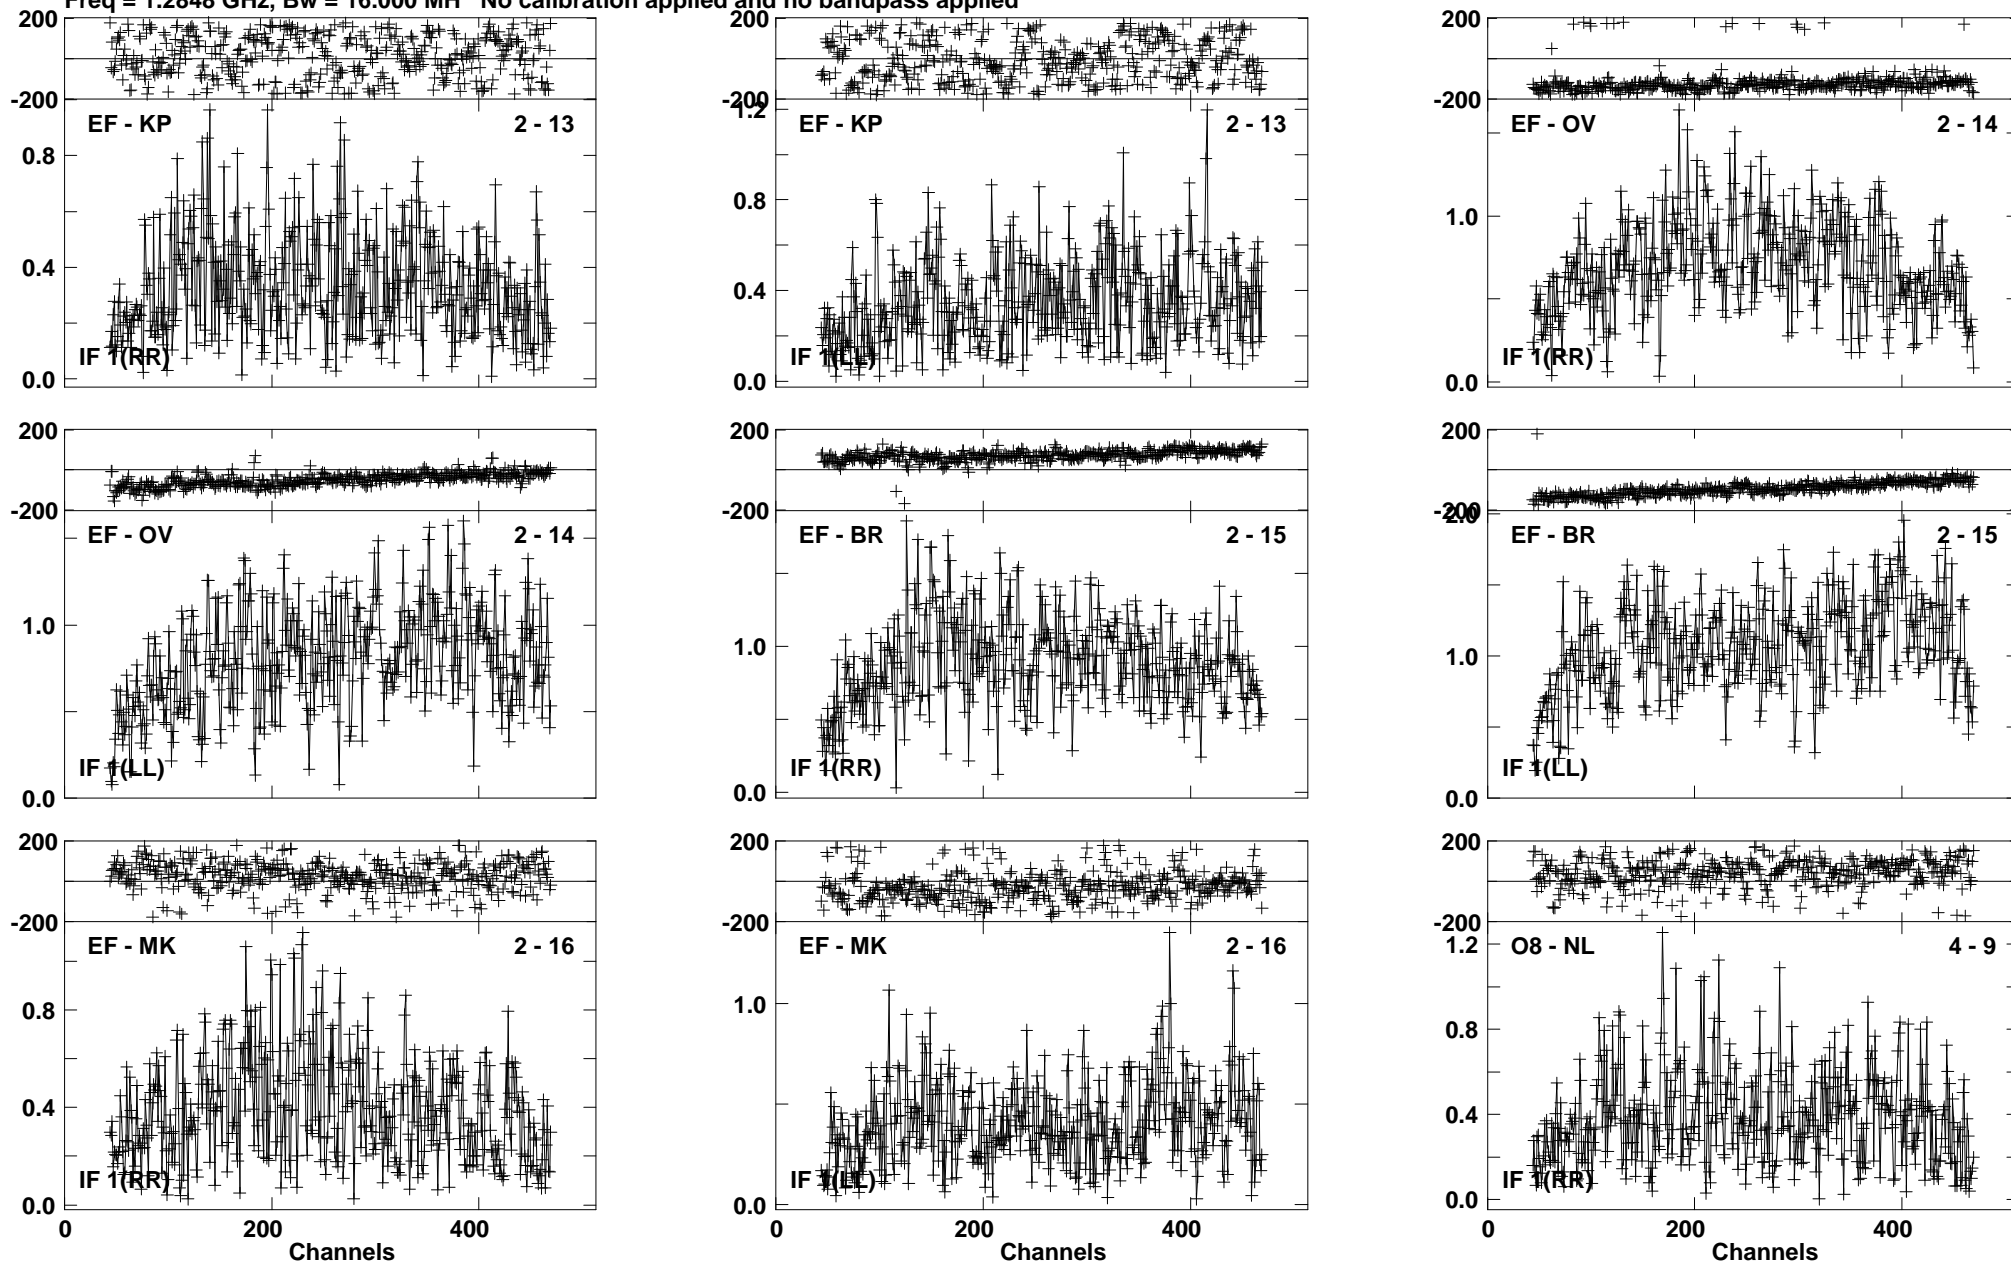 Freq = 1.2848 GHz, Bw = 16.000 MH   No calibration applied and no bandpass applied
200
-200
EF - KP
2 - 13
0.8
0.4
0.0
IF 1(RR)
200
-200
1.2
EF - KP
2 - 13
0.8
0.4
0.0
IF 1(LL)
200
-200
EF - OV
2 - 14
1.0
0.0
IF 1(RR)
200
-200
EF - OV
2 - 14
1.0
0.0
IF 1(LL)
200
-200
EF - BR
2 - 15
1.0
0.0
IF 1(RR)
200
-200
2.0
EF - BR
2 - 15
1.0
0.0
IF 1(LL)
200
-200
EF - MK
2 - 16
0.8
0.4
0.0
IF 1(RR)
0
200
400
Channels
200
-200
EF - MK
2 - 16
1.0
0.0
IF 1(LL)
200
-200
O8 - NL
4 - 9
1.2
0.8
0.4
0.0
IF 1(RR)
0
200
400
Channels